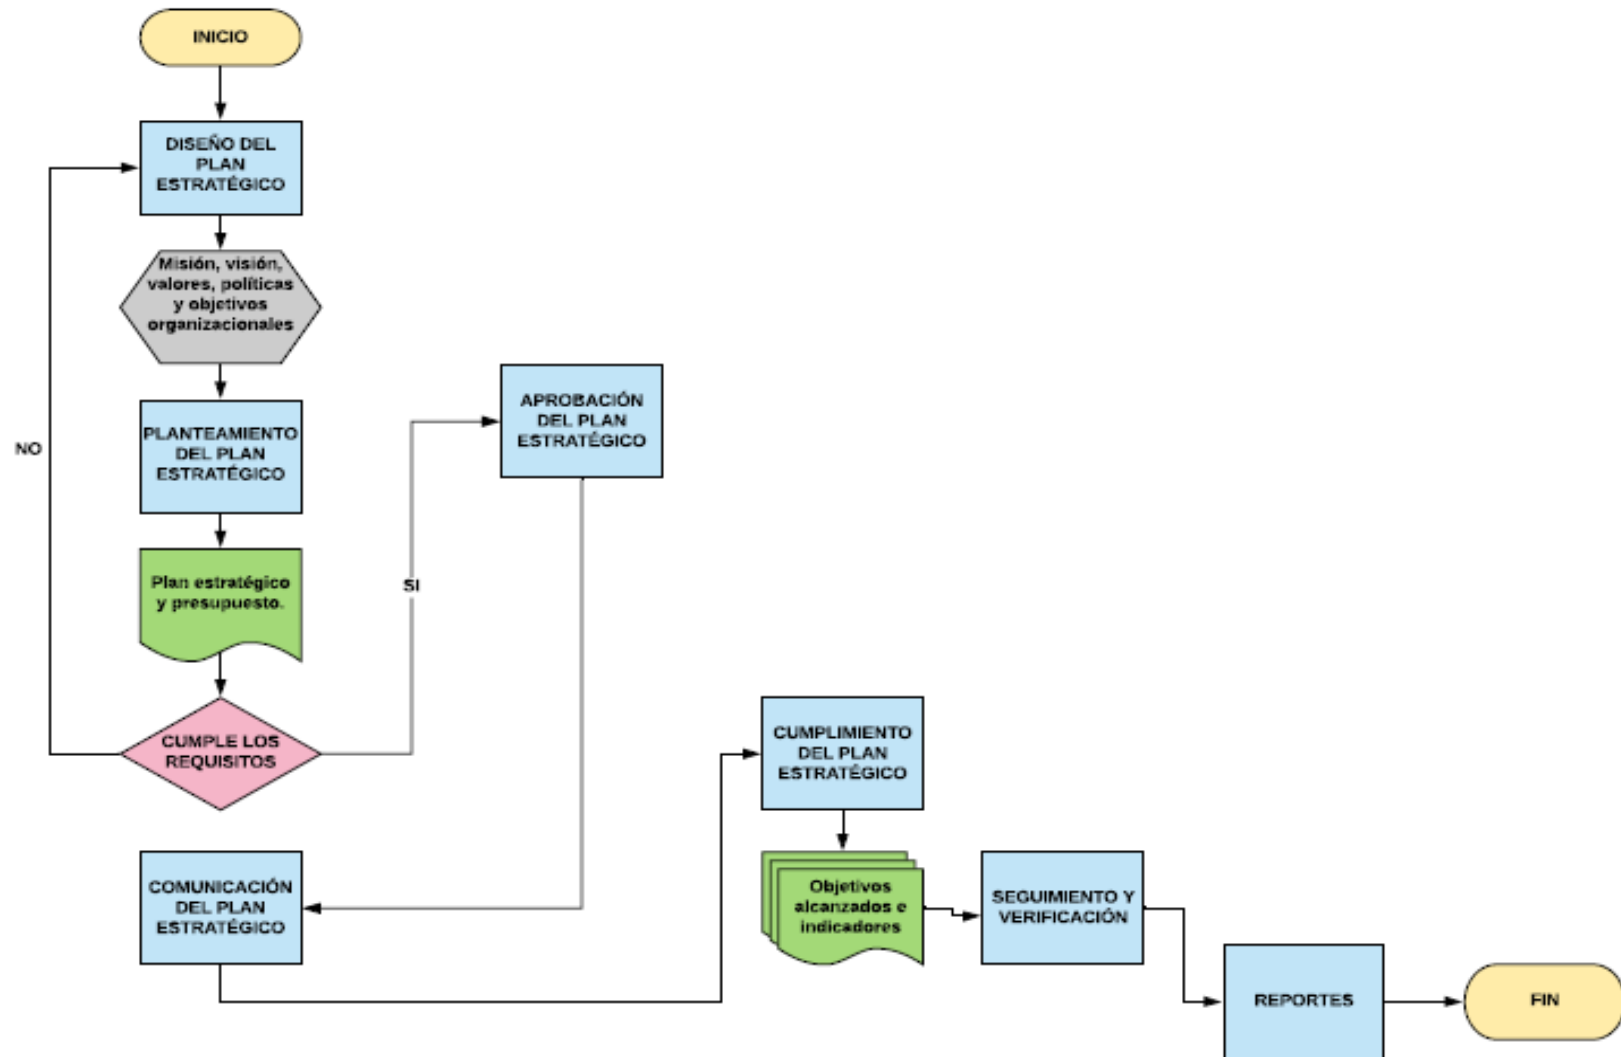 INICIO
DISEÑO DEL
PLAN
ESTRATÉGICO
Misión, visión,
valores, políticas
y objetivos
organizacionales
PLANTEAMIENTO
DEL PLAN
ESTRATÉGICO
NO
Plan estratégico
y presupuesto.
CUMPLE LOS
REQUISITOS
SI
APROBACIÓN
DEL PLAN
ESTRATÉGICO
COMUNICACIÓN
DEL PLAN
ESTRATÉGICO
CUMPLIMIENTO
DEL PLAN
ESTRATÉGICO
Objetivos
alcanzados e
indicadores
SEGUIMIENTO Y
VERIFICACIÓN
REPORTES
FIN